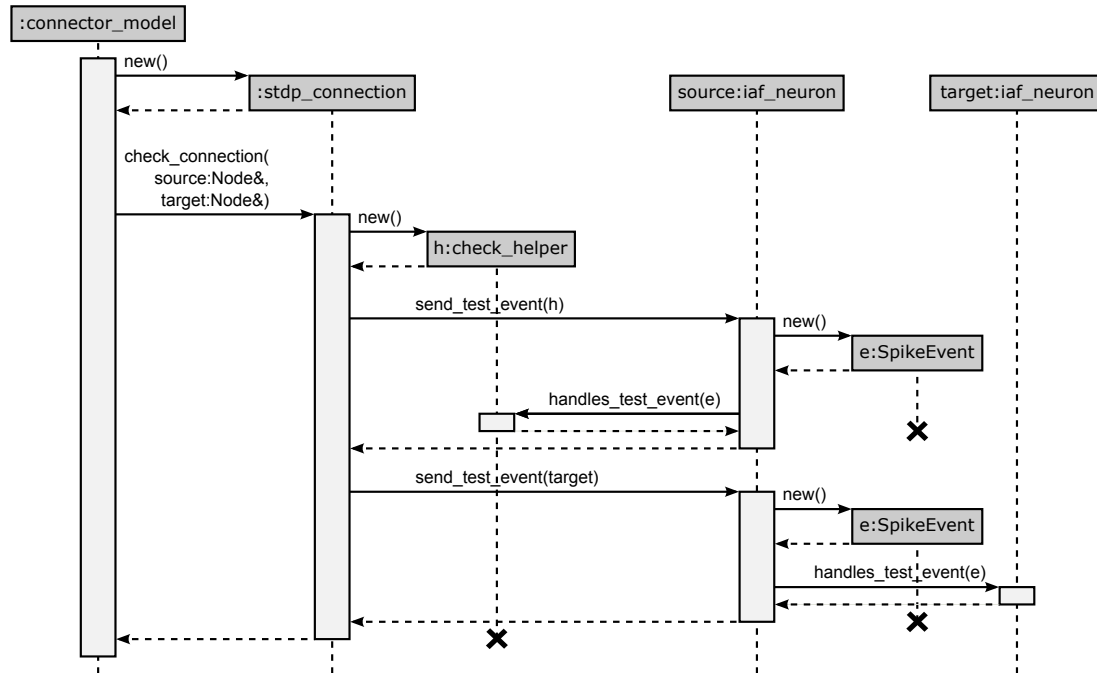 :connector_model
new()
:stdp_connection
source:iaf_neuron
target:iaf_neuron
check_connection(
source:Node&,
target:Node&)
new()
h:check_helper
send_test_event(h)
new()
e:SpikeEvent
handles_test_event(e)
send_test_event(target)
new()
e:SpikeEvent
handles_test_event(e)